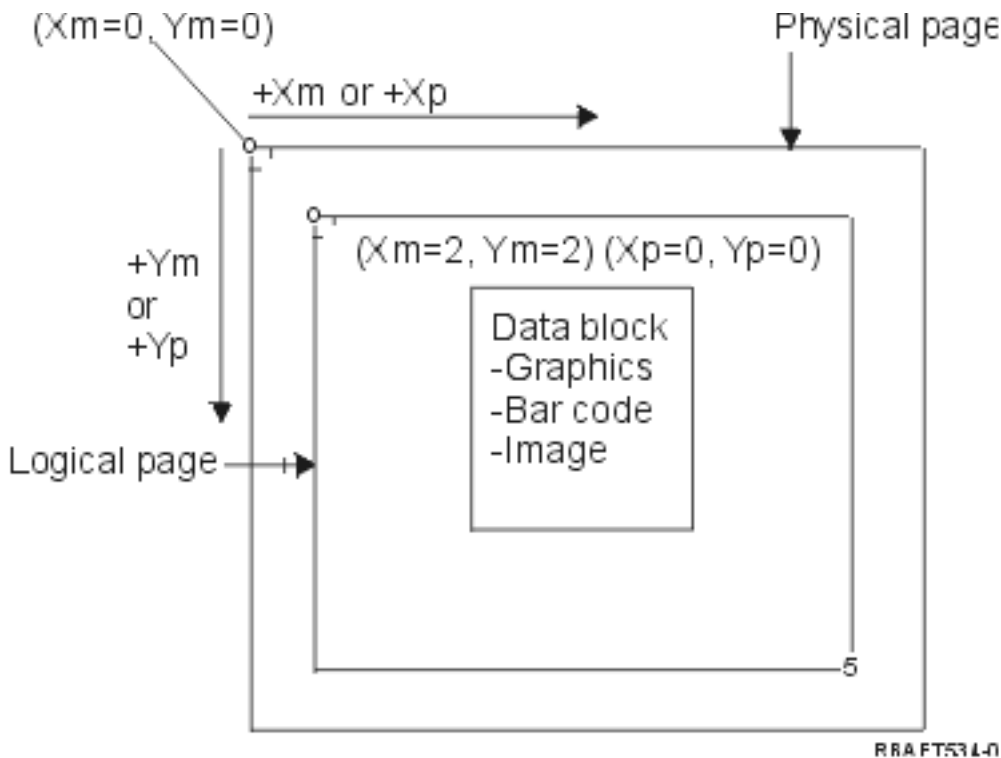 (Xm=0, Ym=0)
Physical page
+Xm or +Xp
(Xm=2, Ym=2) (Xp=0, Yp=0)
+Ym
or
+Yp
Data block
-Graphics
-Bar code
-Image
Logical page
5